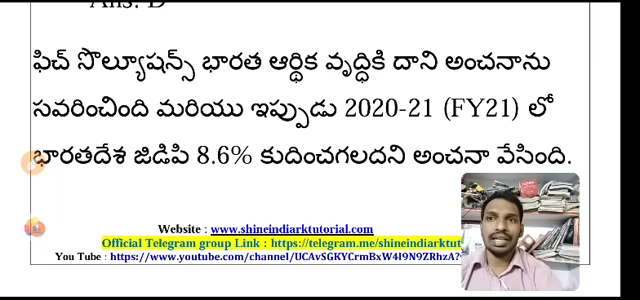 Ans: D
ఫిచ్ సొల్యూషన్స్ భారత ఆర్థిక వృద్ధికి దాని అంచనాను
సవరించింది మరియు ఇప్పుడు 2020-21 (FY21) లో
భారతదేశ జిడిపి 8.6% కుదించగలదని అంచనా వేసింది.
Website : www.shineindiarktutorial.com
Official Telegram group Link : https://telegram.me/shineindiarktut
You Tube : https://www.youtube.com/channel/UCAvSGKYCrmBxW4I9N9ZRhzA?